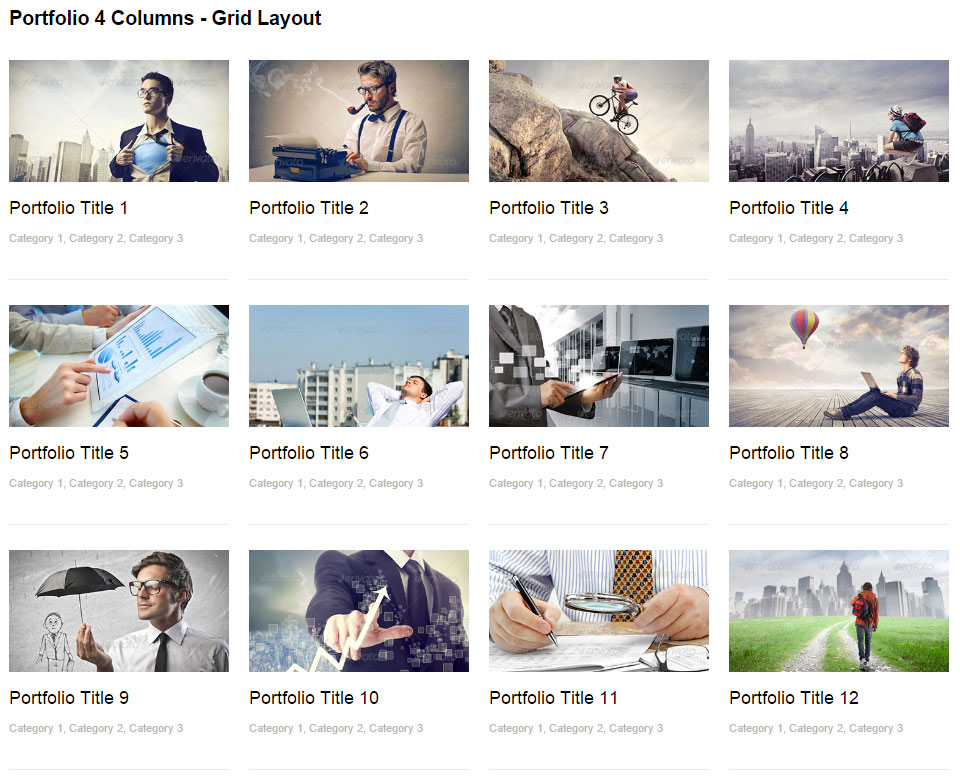 Portfolio 4 Columns - Grid Layout
Portfolio Title 1
Category 1, Category 2, Category 3
Portfolio Title 2
Category 1, Category 2, Category 3
Portfolio Title 3
Category 1, Category 2, Category 3
Portfolio Title 4
Category 1, Category 2, Category 3
Portfolio Title 5
Category 1, Category 2, Category 3
Portfolio Title 6
Category 1, Category 2, Category 3
Portfolio Title 7
Category 1, Category 2, Category 3
Portfolio Title 8
Category 1, Category 2, Category 3
Portfolio Title 9
Category 1, Category 2, Category 3
Portfolio Title 10
Category 1, Category 2, Category 3
Portfolio Title 11
Category 1, Category 2, Category 3
Portfolio Title 12
Category 1, Category 2, Category 3